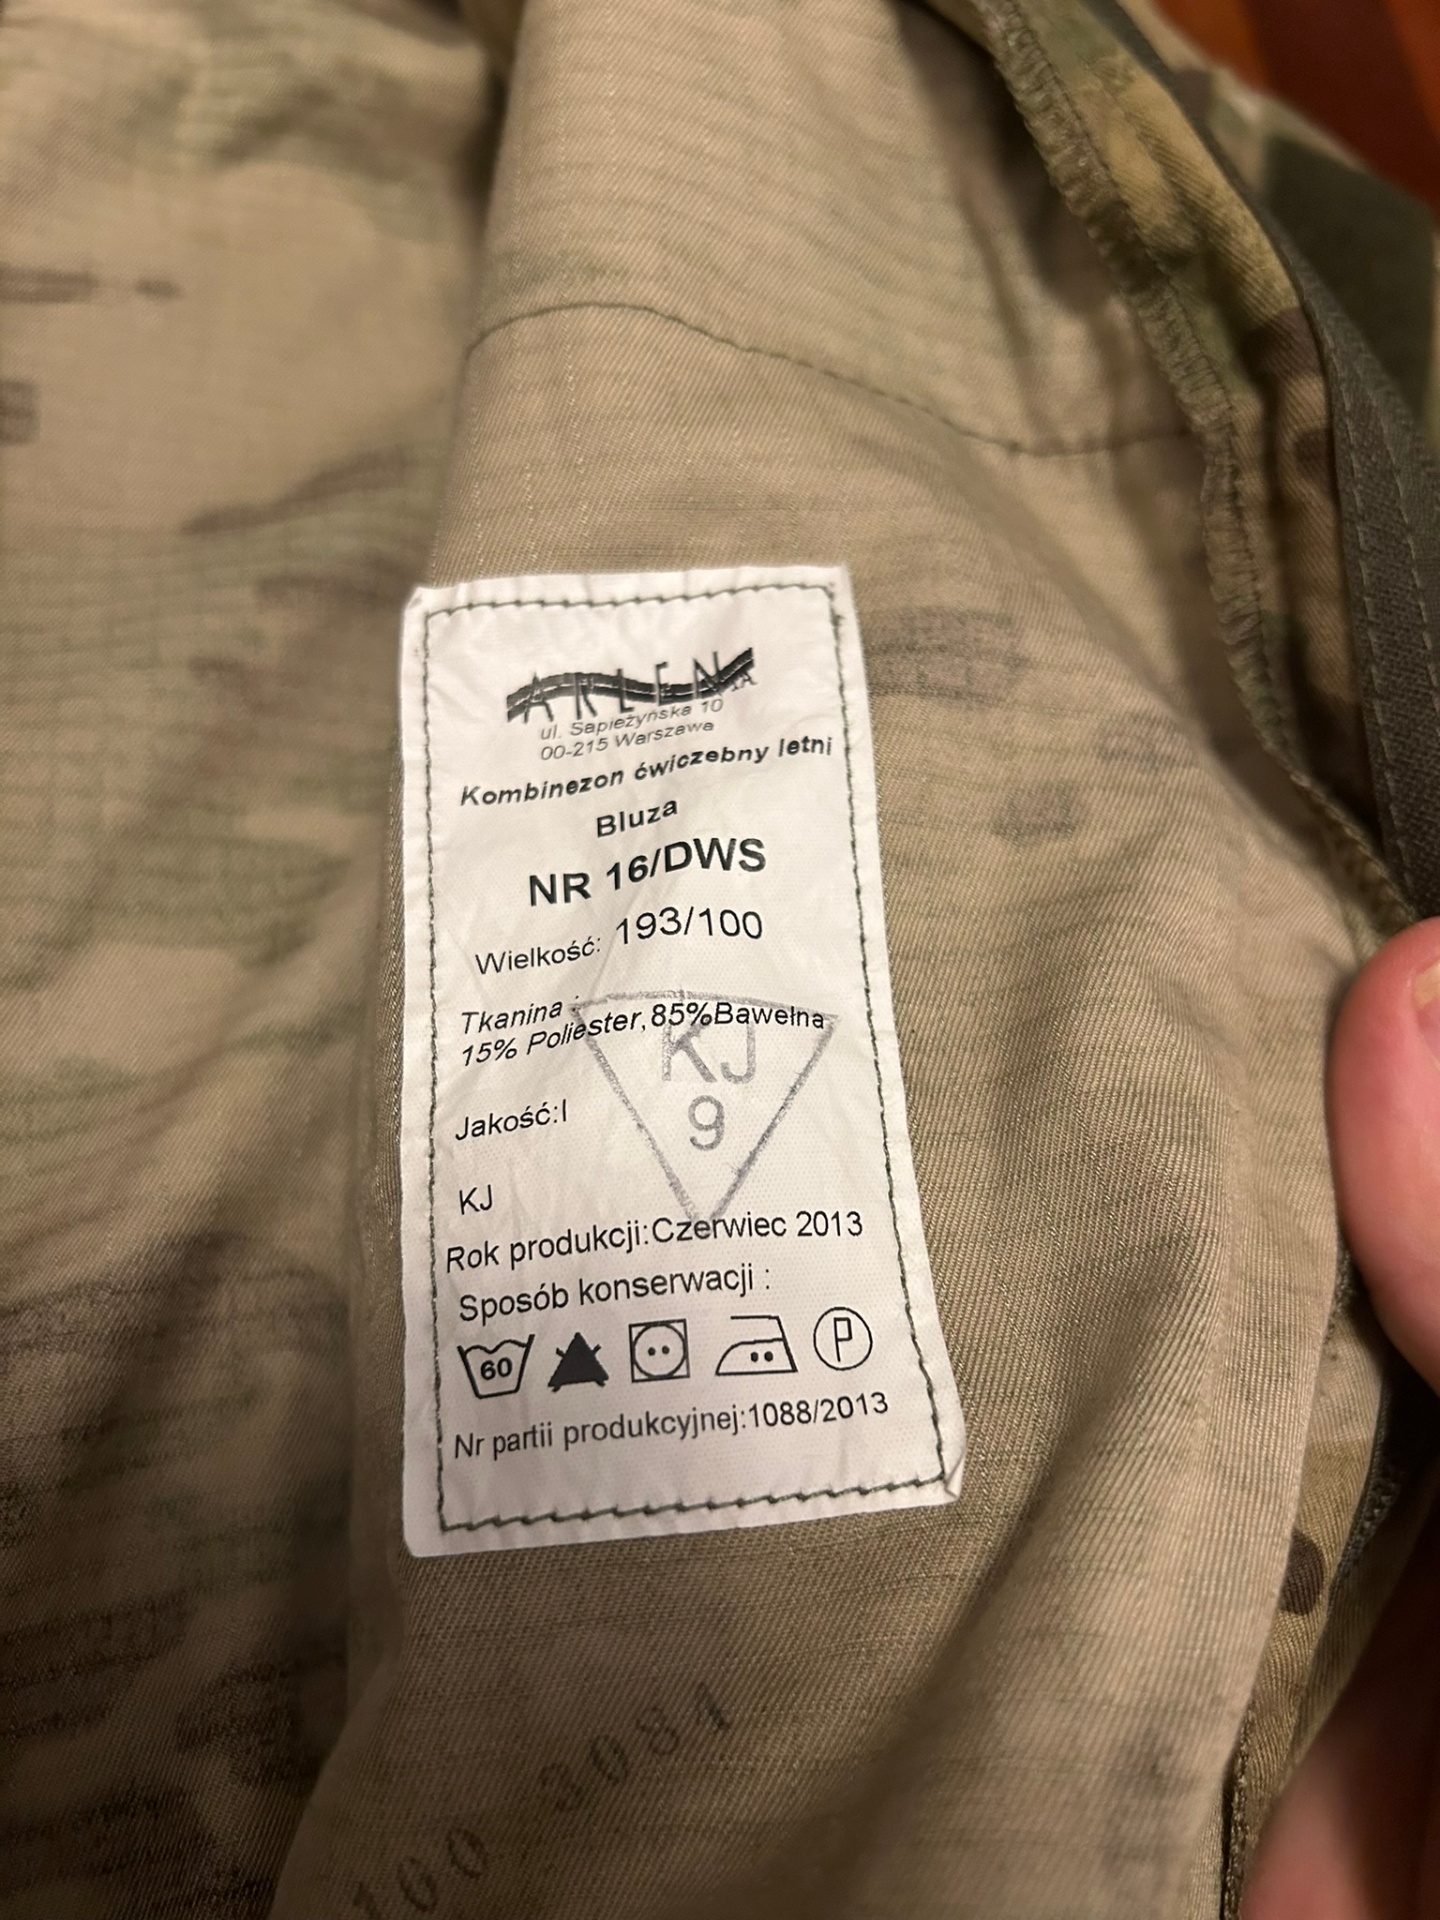 ARLEN
S.A.
ul. Sapieżyńska 10
00-215 Warszawa
Kombinezon ćwiczebny letni
Bluza
NR 16/DWS
Wielkość: 193/100
Tkanina :
15% Poliester, 85%Bawełna
KJ
9
Jakość:I
KJ
Rok produkcji:Czerwiec 2013
Sposób konserwacji :
60
P
Nr partii produkcyjnej:1088/2013
100 3084